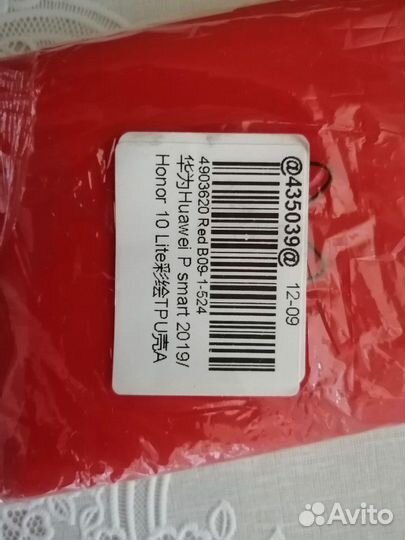 @435039@ 12-09
4903620 Red B09-1-524
华为Huawei P smart 2019/
Honor 10 Lite彩绘TPU壳A
Avito